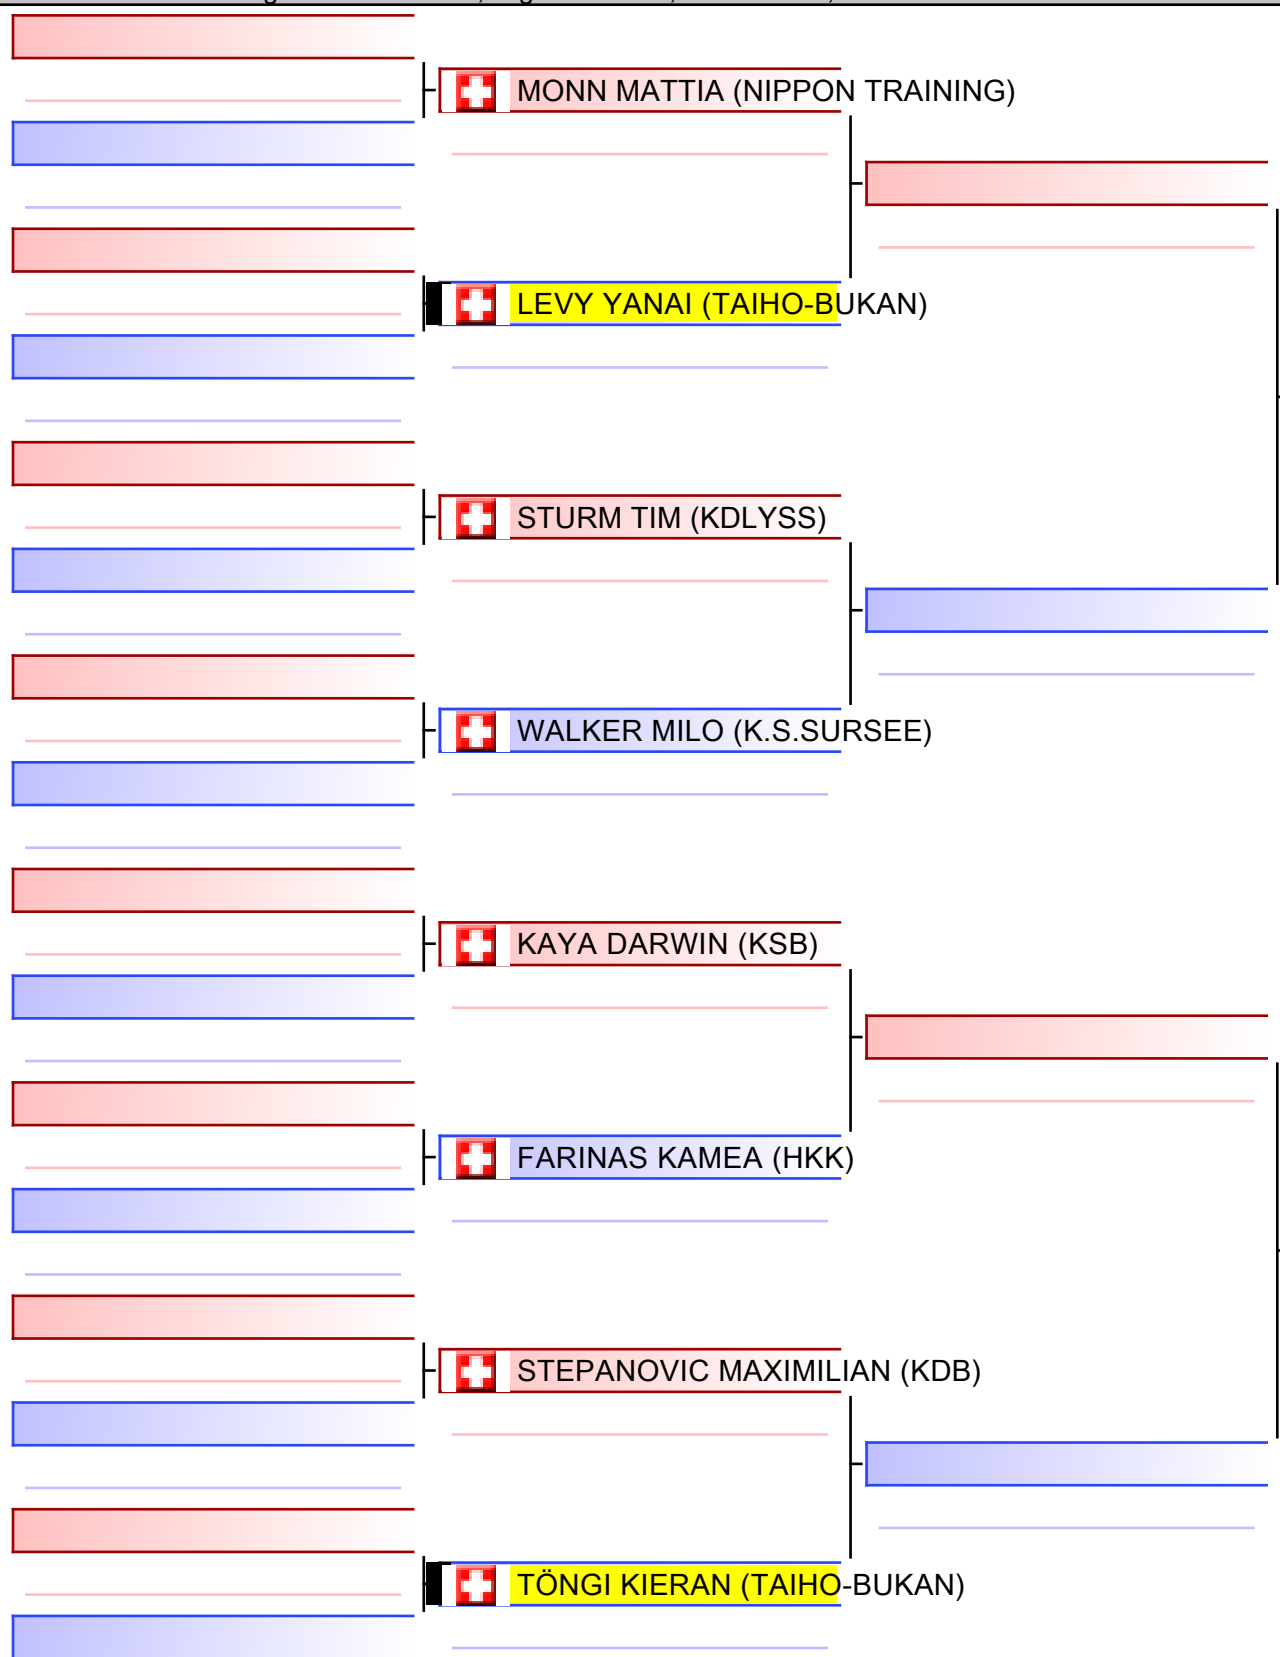 MONN MATTIA (NIPPON TRAINING)
LEVY YANAI (TAIHO-BUKAN)
STURM TIM (KDLYSS)
WALKER MILO (K.S.SURSEE)
KAYA DARWIN (KSB)
FARINAS KAMEA (HKK)
STEPANOVIC MAXIMILIAN (KDB)
TÖNGI KIERAN (TAIHO-BUKAN)